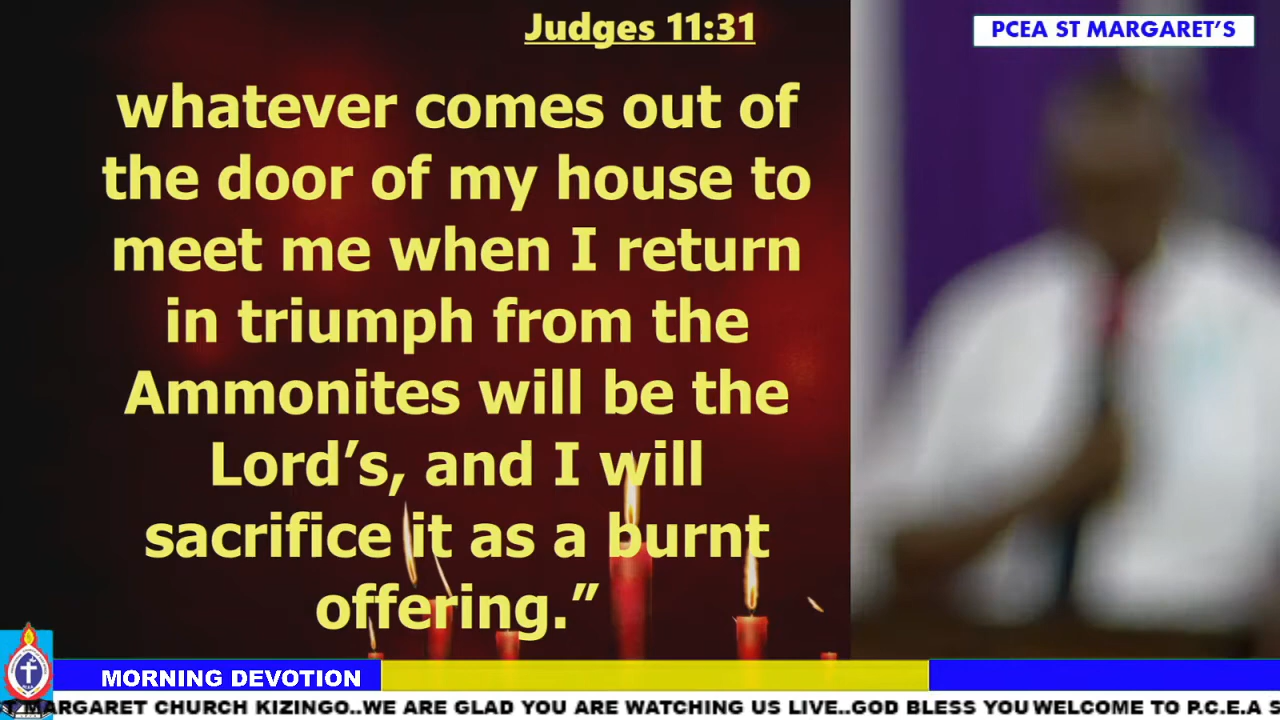 Judges 11:31
PCEA ST MARGARET'S
whatever comes out of
the door of my house to
meet me when I return
in triumph from the
Ammonites will be the
Lord's, and I will
sacrifice it as a burnt
offering.”
MORNING DEVOTION
MARGARET CHURCH KIZINGO..WE ARE GLAD YOU ARE WATCHING US LIVE..GOD BLESS YOU WELCOME TO P.C.E.A S